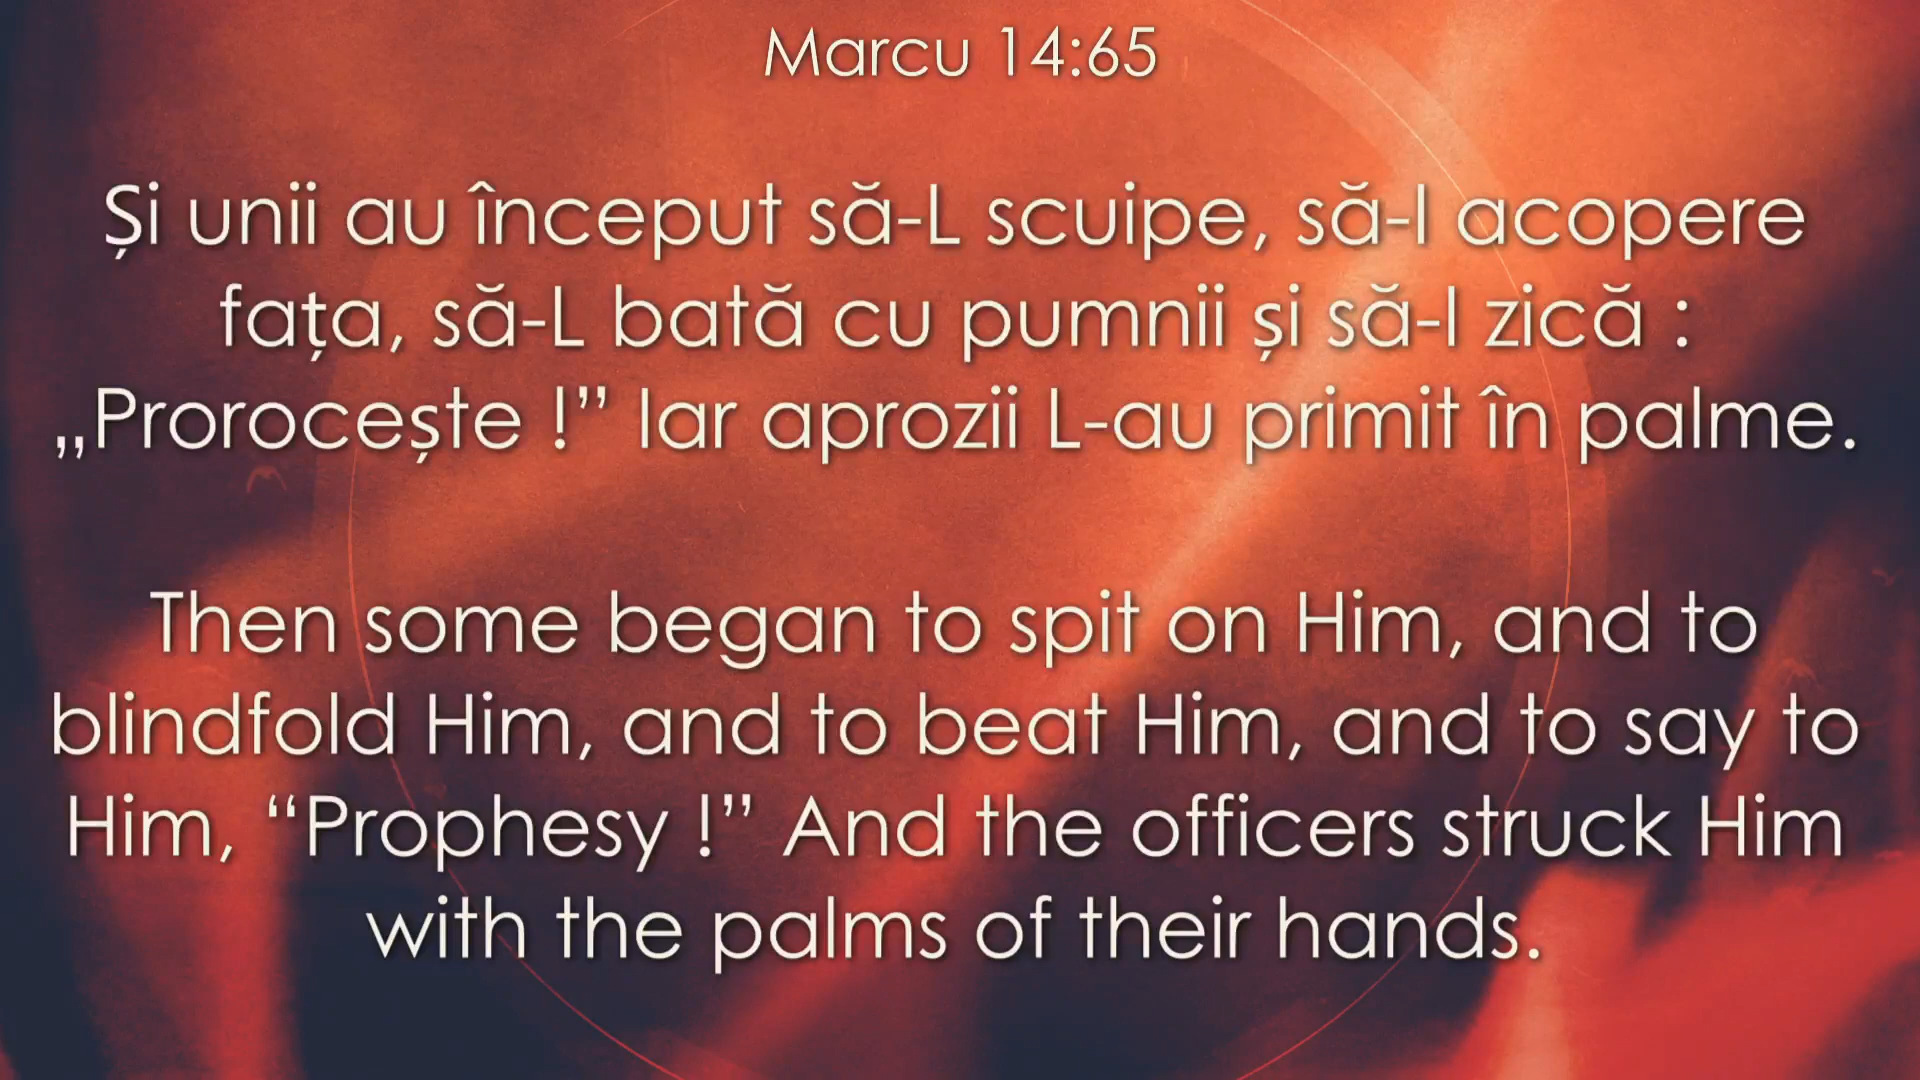 Marcu 14:65
Și unii au început să-L scuipe, să-I acopere
fața, să-L bată cu pumnii și să-I zică :
„Prorocește !” Iar aprozii L-au primit în palme.
Then some began to spit on Him, and to
blindfold Him, and to beat Him, and to say to
Him, “Prophesy !” And the officers struck Him
with the palms of their hands.